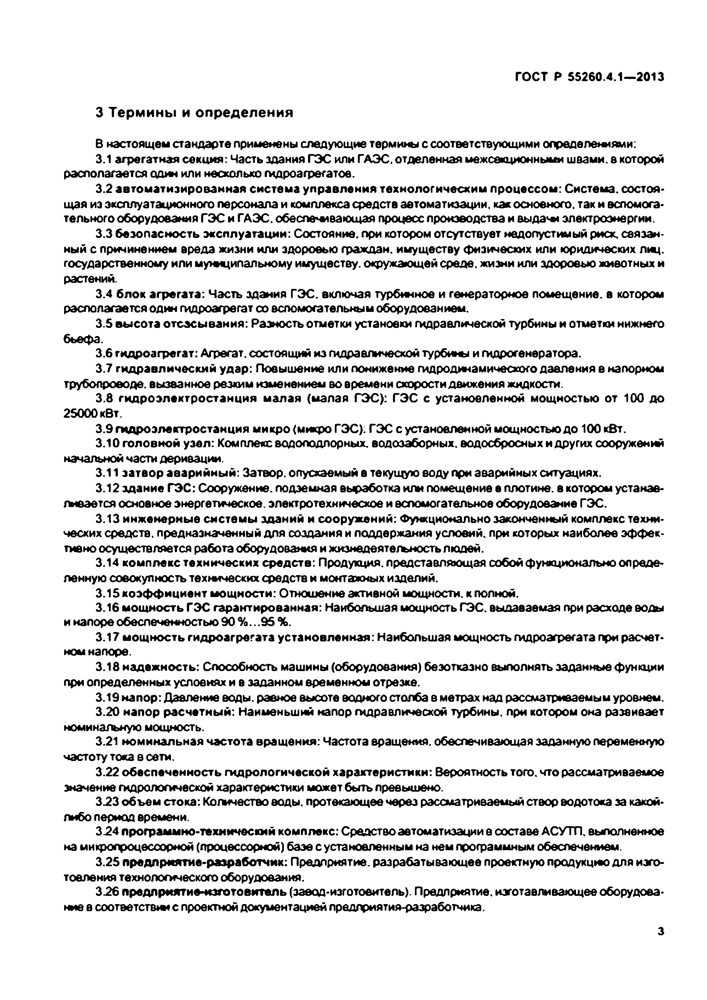 ГОСТ Р 55260.4.1—2013
3 Термины и определения
В настоящем стандарте применены следующие термины с соответствующими определениями:
3.1 агрегатная секция: Часть здания ГЭС или ГАЭС, отделенная межсекционными швами, в которой
располагается один или несколько гидроагрегатов.
3.2 автоматизированная система управления технологическим процессом: Система, состоя-
щая из эксплуатационного персонала и комплекса средств автоматизации, как основного, так и вспомога-
тельного оборудования ГЭС и ГАЭС, обеспечивающая процесс производства и выдачи электроэнергии.
3.3 безопасность эксплуатации: Состояние, при котором отсутствует недопустимый риск, связан-
ный с причинением вреда жизни или здоровью граждан, имуществу физических или юридических лиц,
государственному или муниципальному имуществу, окружающей среде, жизни или здоровью животных и
растений.
3.4 блок агрегата: Часть здания ГЭС, включая турбинное и генераторное помещение, в котором
располагается один гидроагрегат со вспомогательным оборудованием.
3.5 высота отсасывания: Разность отметки установки гидравлической турбины и отметки нижнего
бьефа.
3.6 гидроагрегат: Агрегат, состоящий из гидравлической турбины и гидрогенератора.
3.7 гидравлический удар: Повышение или понижение гидродинамического давления в напорном
трубопроводе, вызванное резким изменением во времени скорости движения жидкости.
3.8 гидроэлектростанция малая (малая ГЭС): ГЭС с установленной мощностью от 100 до
25000 кВт.
3.9 гидроэлектростанция микро (микро ГЭС): ГЭС с установленной мощностью до 100 кВт.
3.10 головной узел: Комплекс водоподпорных, водозаборных, водосбросных и других сооружений
начальной части деривации.
3.11 затвор аварийный: Затвор, опускаемый в текущую воду при аварийных ситуациях.
3.12 здание ГЭС: Сооружение, подземная выработка или помещение в плотине, в котором устанав-
ливается основное энергетическое, электротехническое и вспомогательное оборудование ГЭС.
3.13 инженерные системы зданий и сооружений: Функционально законченный комплекс техни-
ческих средств, предназначенный для создания и поддержания условий, при которых наиболее эффек-
тивно осуществляется работа оборудования и жизнедеятельность людей.
3.14 комплекс технических средств: Продукция, представляющая собой функционально опреде-
ленную совокупность технических средств и монтажных изделий.
3.15 коэффициент мощности: Отношение активной мощности, к полной.
3.16 мощность ГЭС гарантированная: Наибольшая мощность ГЭС, выдаваемая при расходе воды
и напоре обеспеченностью 90 %...95 %.
3.17 мощность гидроагрегата установленная: Наибольшая мощность гидроагрегата при расчет-
ном напоре.
3.18 надежность: Способность машины (оборудования) безотказно выполнять заданные функции
при определенных условиях и в заданном временном отрезке.
3.19 напор: Давление воды, равное высоте водного столба в метрах над рассматриваемым уровнем.
3.20 напор расчетный: Наименьший напор гидравлической турбины, при котором она развивает
номинальную мощность.
3.21 номинальная частота вращения: Частота вращения, обеспечивающая заданную переменную
частоту тока в сети.
3.22 обеспеченность гидрологической характеристики: Вероятность того, что рассматриваемое
значение гидрологической характеристики может быть превышено.
3.23 объем стока: Количество воды, протекающее через рассматриваемый створ водотока за какой-
либо период времени.
3.24 программно-технический комплекс: Средство автоматизации в составе АСУТП, выполненное
на микропроцессорной (процессорной) базе с установленным на нем программным обеспечением.
3.25 предприятие-разработчик: Предприятие, разрабатывающее проектную продукцию для изго-
товления технологического оборудования.
3.26 предприятие-изготовитель (завод-изготовитель). Предприятие, изготавливающее оборудова-
ние в соответствии с проектной документацией предприятия-разработчика.
3